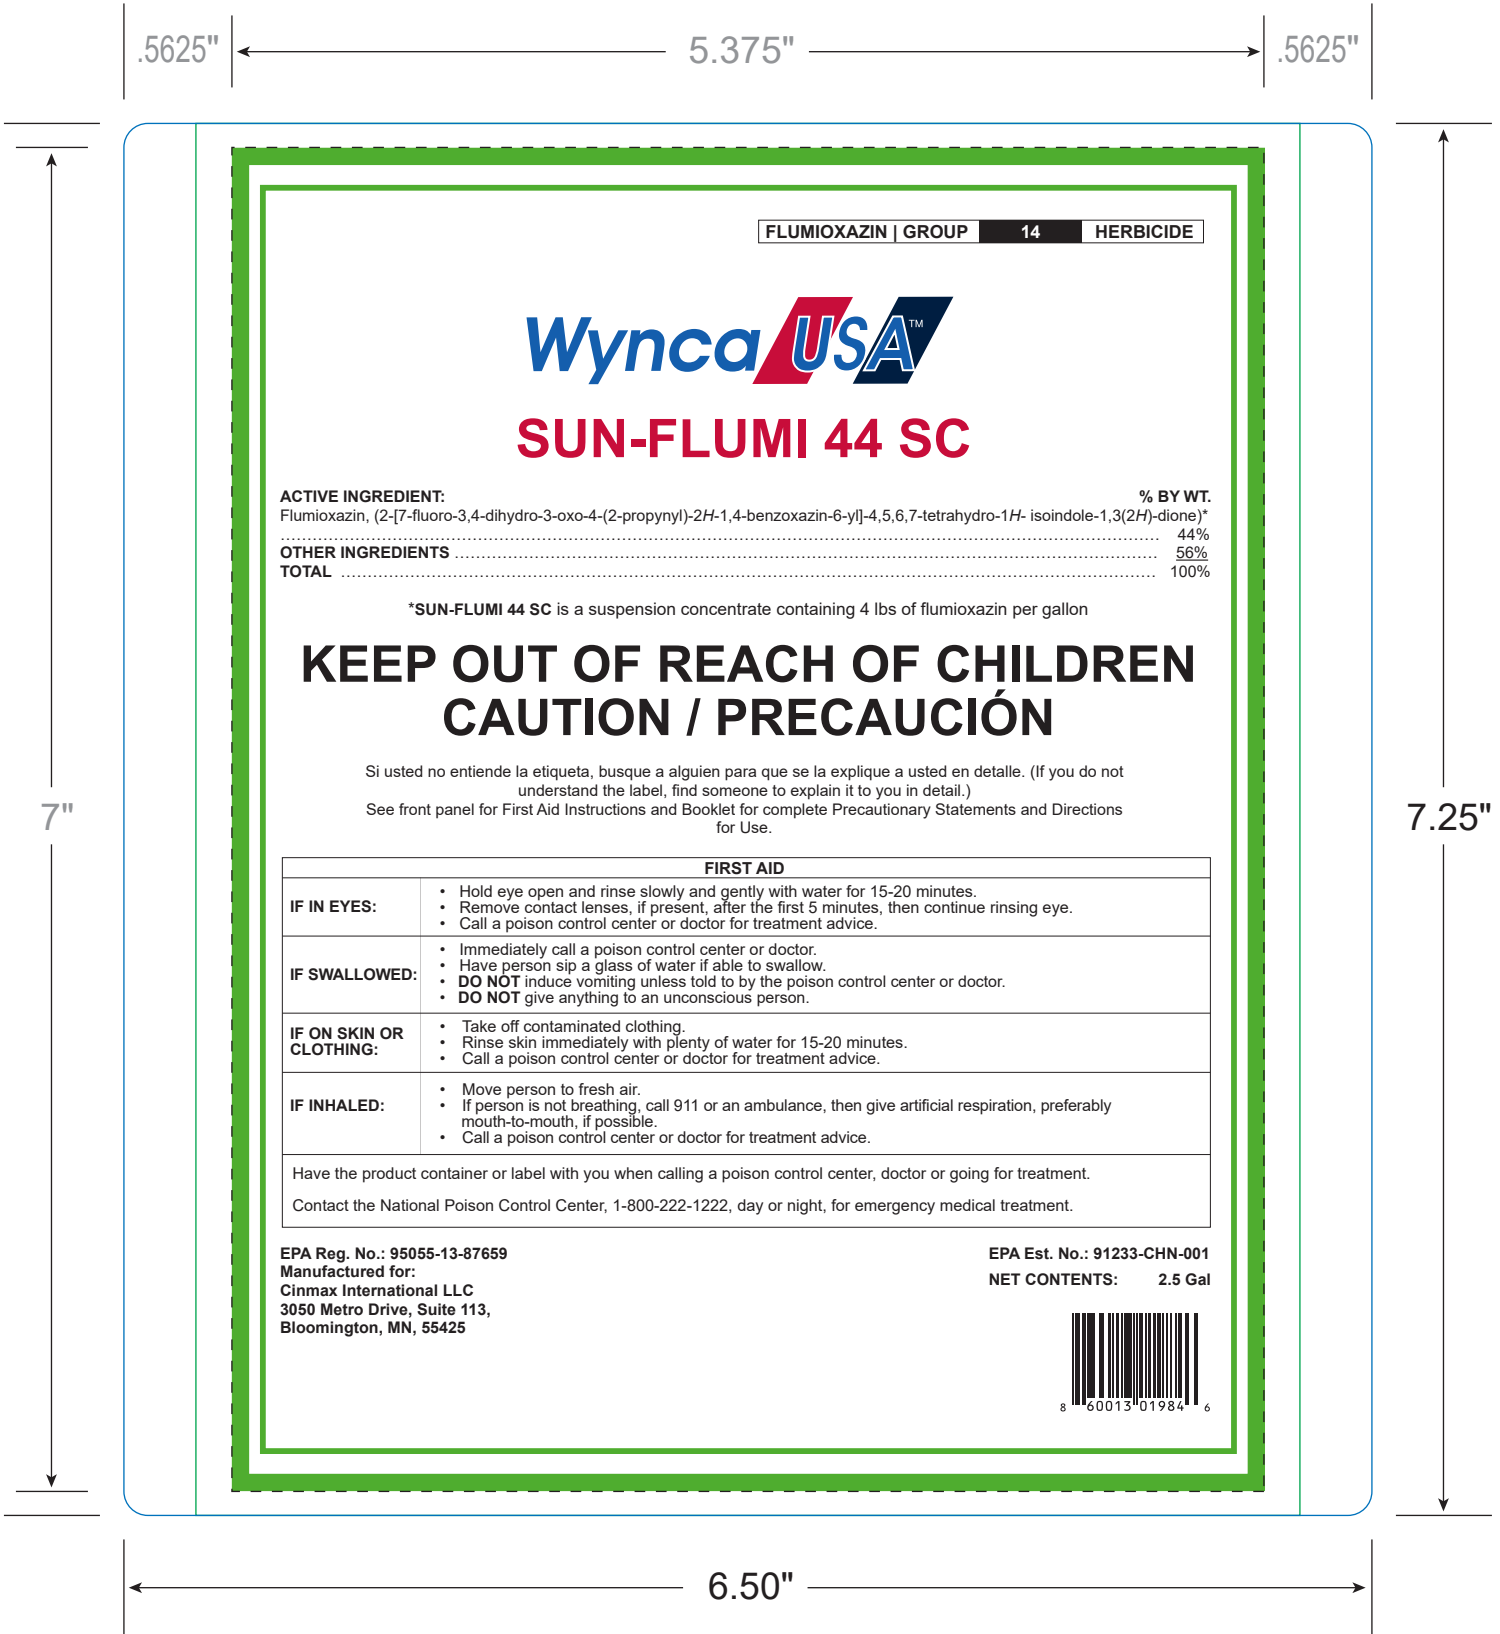 .5625" 5.375" .5625"
FLUMIOXAZIN | GROUP 14 HERBICIDE
Wynca USA™
SUN-FLUMI 44 SC
ACTIVE INGREDIENT: % BY WT.
Flumioxazin, (2-[7-fluoro-3,4-dihydro-3-oxo-4-(2-propynyl)-2H-1,4-benzoxazin-6-yl]-4,5,6,7-tetrahydro-1H- isoindole-1,3(2H)-dione)*
........................................................................................................................................................................ 44%
OTHER INGREDIENTS ...................................................................................................................................... 56%
TOTAL ............................................................................................................................................................ 100%
*SUN-FLUMI 44 SC is a suspension concentrate containing 4 lbs of flumioxazin per gallon
KEEP OUT OF REACH OF CHILDREN
CAUTION / PRECAUCIÓN
Si usted no entiende la etiqueta, busque a alguien para que se la explique a usted en detalle. (If you do not
understand the label, find someone to explain it to you in detail.)
See front panel for First Aid Instructions and Booklet for complete Precautionary Statements and Directions
for Use.
7"
7.25"
FIRST AID
IF IN EYES:
• Hold eye open and rinse slowly and gently with water for 15-20 minutes.
• Remove contact lenses, if present, after the first 5 minutes, then continue rinsing eye.
• Call a poison control center or doctor for treatment advice.
IF SWALLOWED:
• Immediately call a poison control center or doctor.
• Have person sip a glass of water if able to swallow.
• DO NOT induce vomiting unless told to by the poison control center or doctor.
• DO NOT give anything to an unconscious person.
IF ON SKIN OR
CLOTHING:
• Take off contaminated clothing.
• Rinse skin immediately with plenty of water for 15-20 minutes.
• Call a poison control center or doctor for treatment advice.
IF INHALED:
• Move person to fresh air.
• If person is not breathing, call 911 or an ambulance, then give artificial respiration, preferably
mouth-to-mouth, if possible.
• Call a poison control center or doctor for treatment advice.
Have the product container or label with you when calling a poison control center, doctor or going for treatment.
Contact the National Poison Control Center, 1-800-222-1222, day or night, for emergency medical treatment.
EPA Reg. No.: 95055-13-87659
Manufactured for:
Cinmax International LLC
3050 Metro Drive, Suite 113,
Bloomington, MN, 55425
EPA Est. No.: 91233-CHN-001
NET CONTENTS: 2.5 Gal
8 60013 01984 6
6.50"